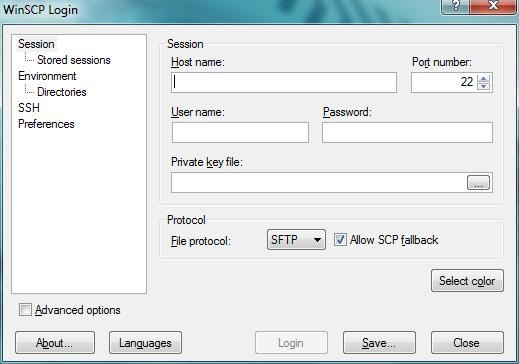 WinSCP Login
Session
Stored sessions
Environment
Directories
SSH
Preferences
Session
Host name:
Port number:
22
User name:
Password:
Private key file:
...
Protocol
File protocol:
SFTP
Allow SCP fallback
Select color
Advanced options
About...
Languages
Login
Save...
Close